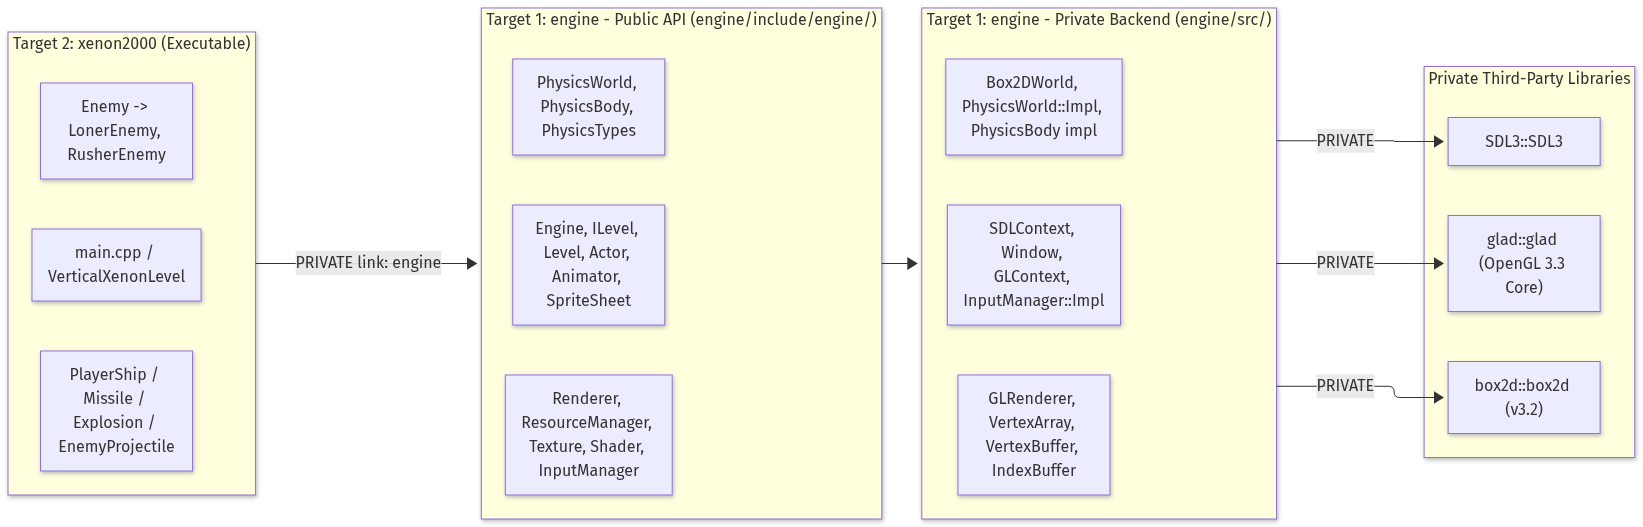 Target 2: xenon2000 (Executable)
Enemy ->
LonerEnemy,
RusherEnemy
main.cpp /
VerticalXenonLevel
PlayerShip /
Missile /
Explosion /
EnemyProjectile
PRIVATE link: engine
Target 1: engine - Public API (engine/include/engine/)
PhysicsWorld,
PhysicsBody,
PhysicsTypes
Engine, ILevel,
Level, Actor,
Animator,
SpriteSheet
Renderer,
ResourceManager,
Texture, Shader,
InputManager
Target 1: engine - Private Backend (engine/src/)
Box2DWorld,
PhysicsWorld::Impl,
PhysicsBody impl
SDLContext,
Window,
GLContext,
InputManager::Impl
GLRenderer,
VertexArray,
VertexBuffer,
IndexBuffer
PRIVATE
PRIVATE
PRIVATE
Private Third-Party Libraries
SDL3::SDL3
glad::glad
(OpenGL 3.3
Core)
box2d::box2d
(v3.2)